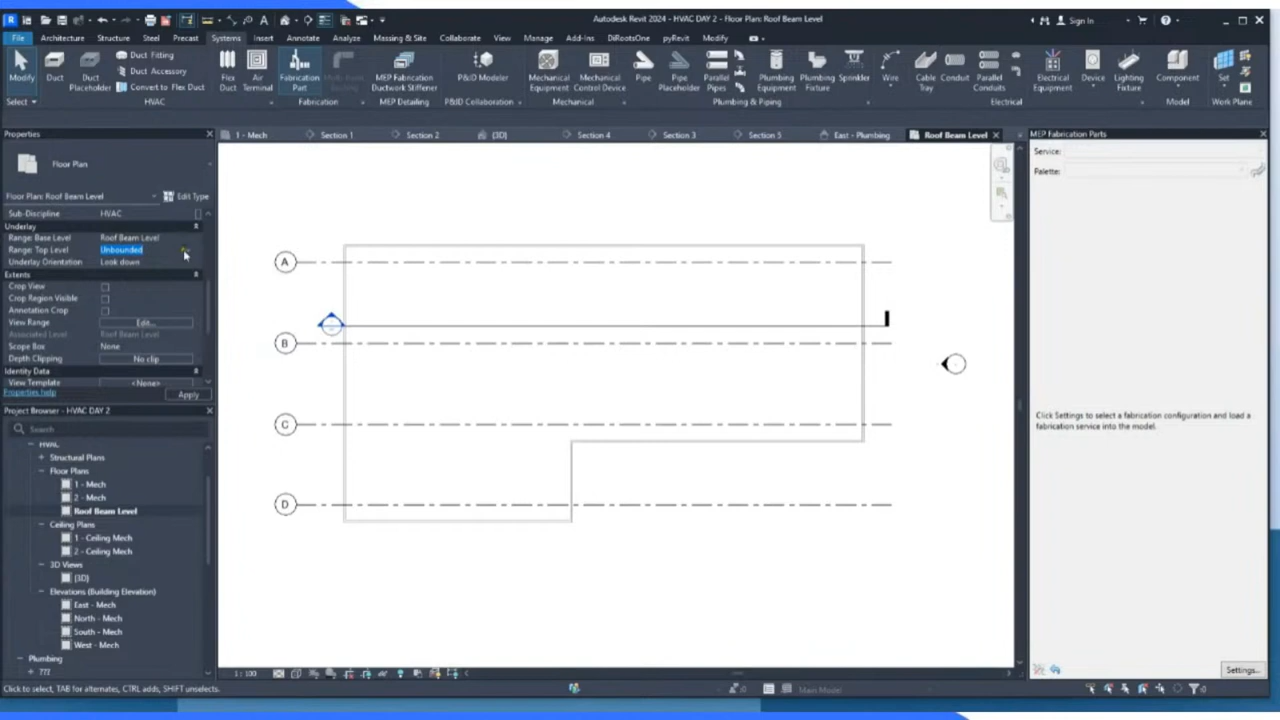 Autodesk Revit 2024 - HVAC DAY 2 - Floor Plan: Roof Beam Level
Sign In
File Architecture Structure Steel Precast Systems Insert Annotate Analyze Massing & Site Collaborate View Manage Add-Ins DiRootsOne pyRevit Modify
Modify
Duct
Duct Placeholder
Duct Fitting
Duct Accessory
Convert to Flex Duct
Flex Duct
Air Terminal
Fabrication Part
MEP Fabrication Ductwork Stiffener
P&ID Modeler
Mechanical Equipment
Mechanical Control Device
Pipe
Pipe Placeholder
Parallel Pipes
Plumbing Equipment
Plumbing Fixture
Sprinkler
Wire
Cable Tray
Conduit
Parallel Conduits
Electrical Equipment
Device
Lighting Fixture
Component
Set
Select HVAC Fabrication MEP Detailing P&ID Collaboration Mechanical Plumbing & Piping Electrical Model Work Plane
Properties
1 - Mech Section 1 Section 2 {3D} Section 4 Section 3 Section 5 East - Plumbing Roof Beam Level
MEP Fabrication Parts
Floor Plan
Floor Plan: Roof Beam Level Edit Type
Sub-Discipline HVAC
Underlay
Range: Base Level Roof Beam Level
Range: Top Level Unbounded
Underlay Orientation Look down
Extents
Crop View
Crop Region Visible
Annotation Crop
View Range Edit...
Associated Level Roof Beam Level
Scope Box None
Depth Clipping No clip
Identity Data
View Template <None>
Properties help Apply
Project Browser - HVAC DAY 2
Search
HVAC
Structural Plans
Floor Plans
1 - Mech
2 - Mech
Roof Beam Level
Ceiling Plans
1 - Ceiling Mech
2 - Ceiling Mech
3D Views
{3D}
Elevations (Building Elevation)
East - Mech
North - Mech
South - Mech
West - Mech
Plumbing
???
A
B
C
D
Service:
Palette:
Click Settings to select a fabrication configuration and load a
fabrication service into the model.
Settings...
1 : 100
Click to select, TAB for alternates, CTRL adds, SHIFT unselects.
Main Model